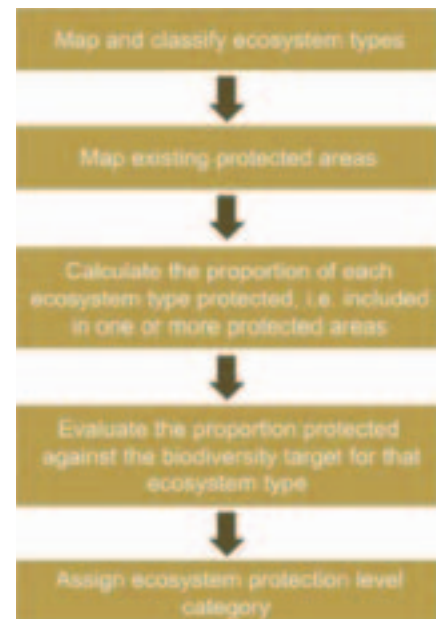 Map and classify ecosystem types
Map existing protected areas
Calculate the proportion of each
ecosystem type protected, i.e. included
in one or more protected areas
Evaluate the proportion protected
against the biodiversity target for that
ecosystem type
Assign ecosystem protection level
category